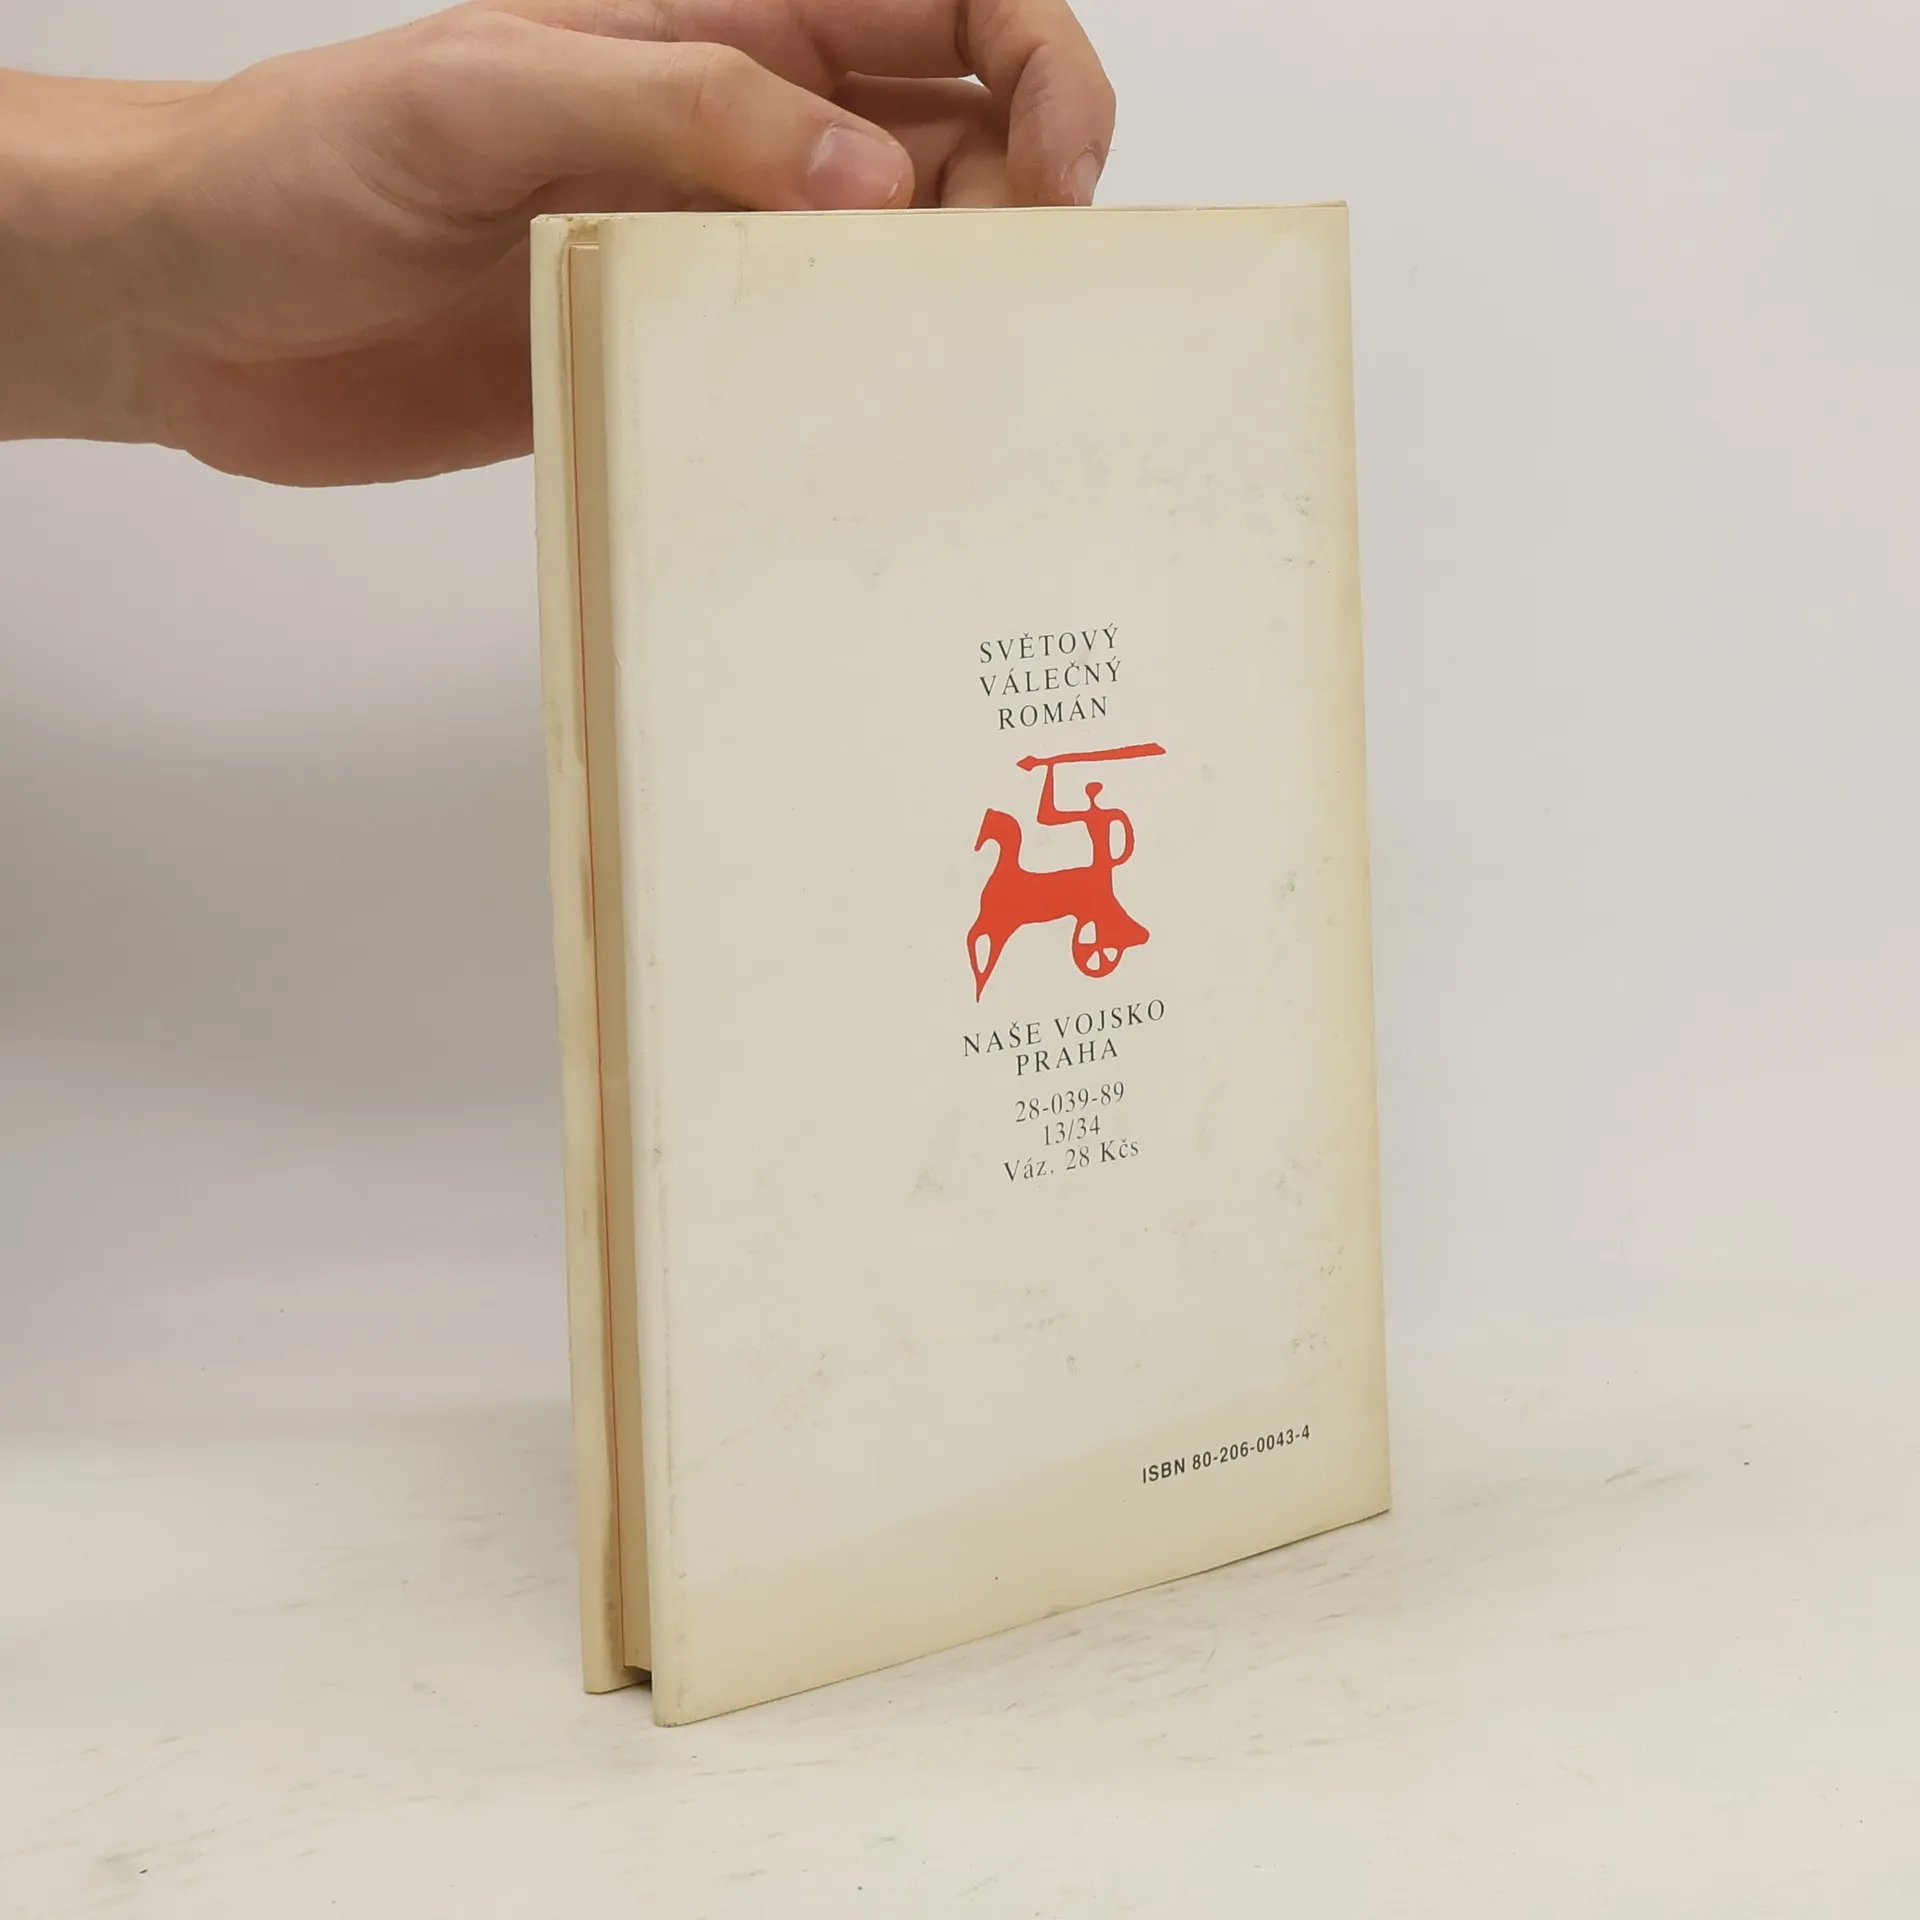 SVĚTOVÝ
VÁLEČNÝ
ROMÁN
NAŠE VOJSKO
PRAHA
28-039-89
13/34
Váz. 28 Kčs
ISBN 80-206-0043-4